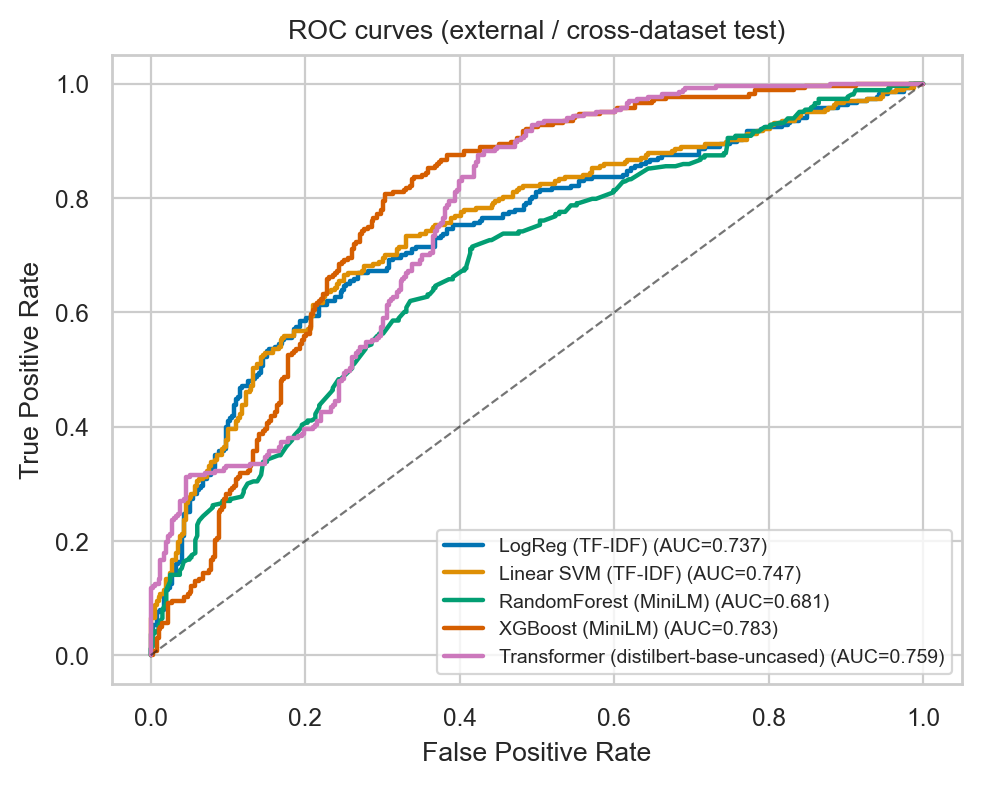 ROC curves (external / cross-dataset test)
1.0
0.8
0.6
0.4
0.2
0.0
True Positive Rate
LogReg (TF-IDF) (AUC=0.737)
Linear SVM (TF-IDF) (AUC=0.747)
RandomForest (MiniLM) (AUC=0.681)
XGBoost (MiniLM) (AUC=0.783)
Transformer (distilbert-base-uncased) (AUC=0.759)
0.0 0.2 0.4 0.6 0.8 1.0
False Positive Rate